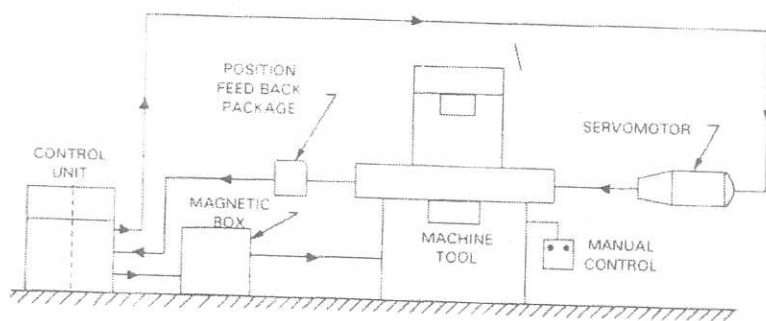 POSITION
FEED BACK
PACKAGE
SERVOMOTOR
CONTROL
UNIT
MAGNETIC
BOX
MACHINE
TOOL
MANUAL
CONTROL